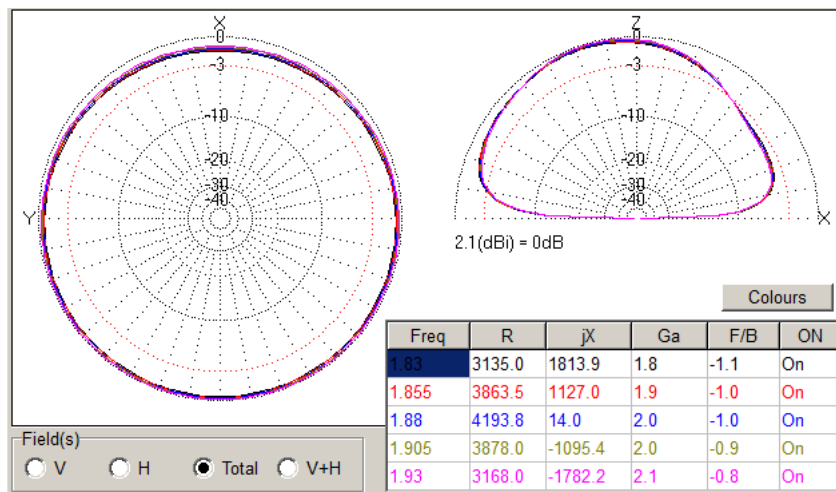 X
0
-3
-10
-20
-30
-40
Y
Z
0
-3
-10
-20
-30
-40
X
2.1(dBi) = 0dB
Colours
Freq R jX Ga F/B ON
1.83 3135.0 1813.9 1.8 -1.1 On
1.855 3863.5 1127.0 1.9 -1.0 On
1.88 4193.8 14.0 2.0 -1.0 On
1.905 3878.0 -1095.4 2.0 -0.9 On
1.93 3168.0 -1782.2 2.1 -0.8 On
Field(s)
V H Total V+H